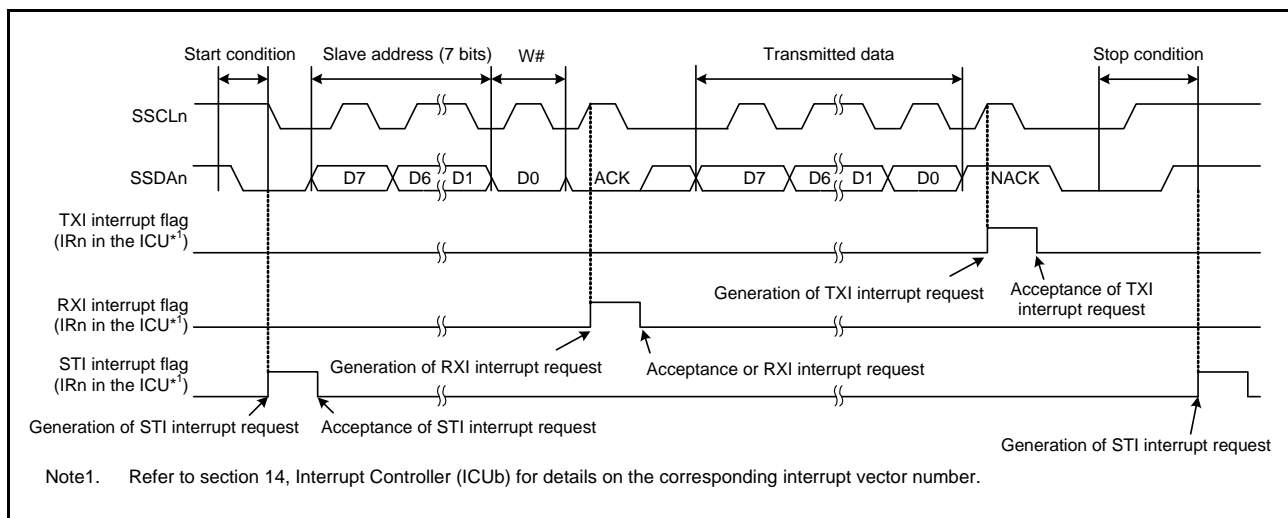 Start condition
Slave address (7 bits)
W#
Transmitted data
Stop condition
SSCLn
SSDAn
D7
D6
D1
D0
ACK
D7
D6
D1
D0
NACK
TXI interrupt flag
(IRn in the ICU*1)
Generation of TXI interrupt request
Acceptance of TXI
interrupt request
RXI interrupt flag
(IRn in the ICU*1)
Generation of RXI interrupt request
Acceptance or RXI interrupt request
STI interrupt flag
(IRn in the ICU*1)
Generation of STI interrupt request
Acceptance of STI interrupt request
Generation of STI interrupt request
Note1. Refer to section 14, Interrupt Controller (ICUb) for details on the corresponding interrupt vector number.